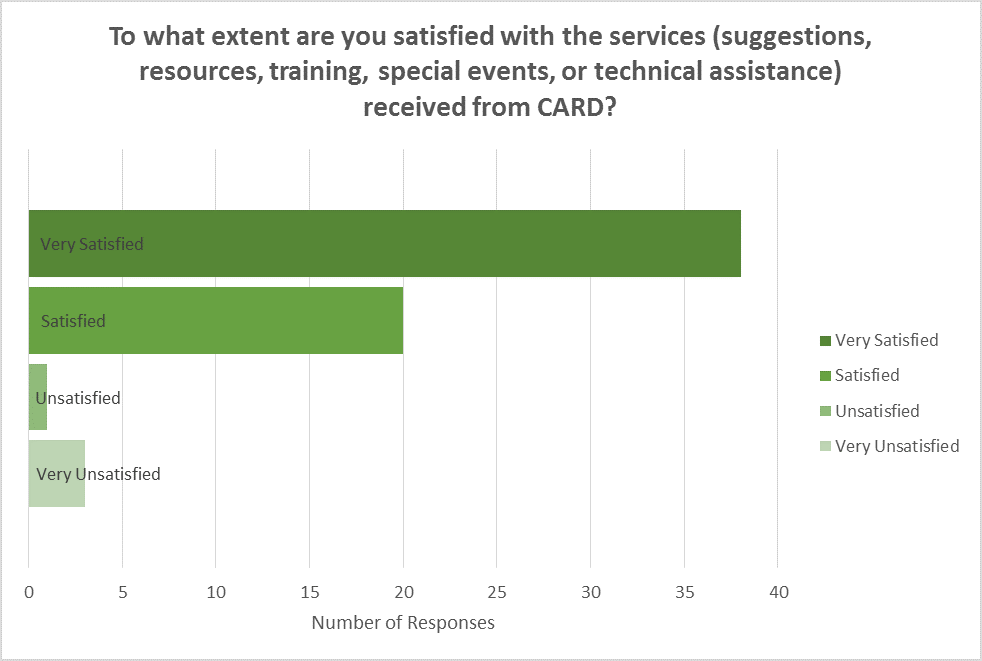 To what extent are you satisfied with the services (suggestions,
resources, training, special events, or technical assistance)
received from CARD?
Very Satisfied
Satisfied
Unsatisfied
Very Unsatisfied
Very Satisfied
Satisfied
Unsatisfied
Very Unsatisfied
0 5 10 15 20 25 30 35 40
Number of Responses